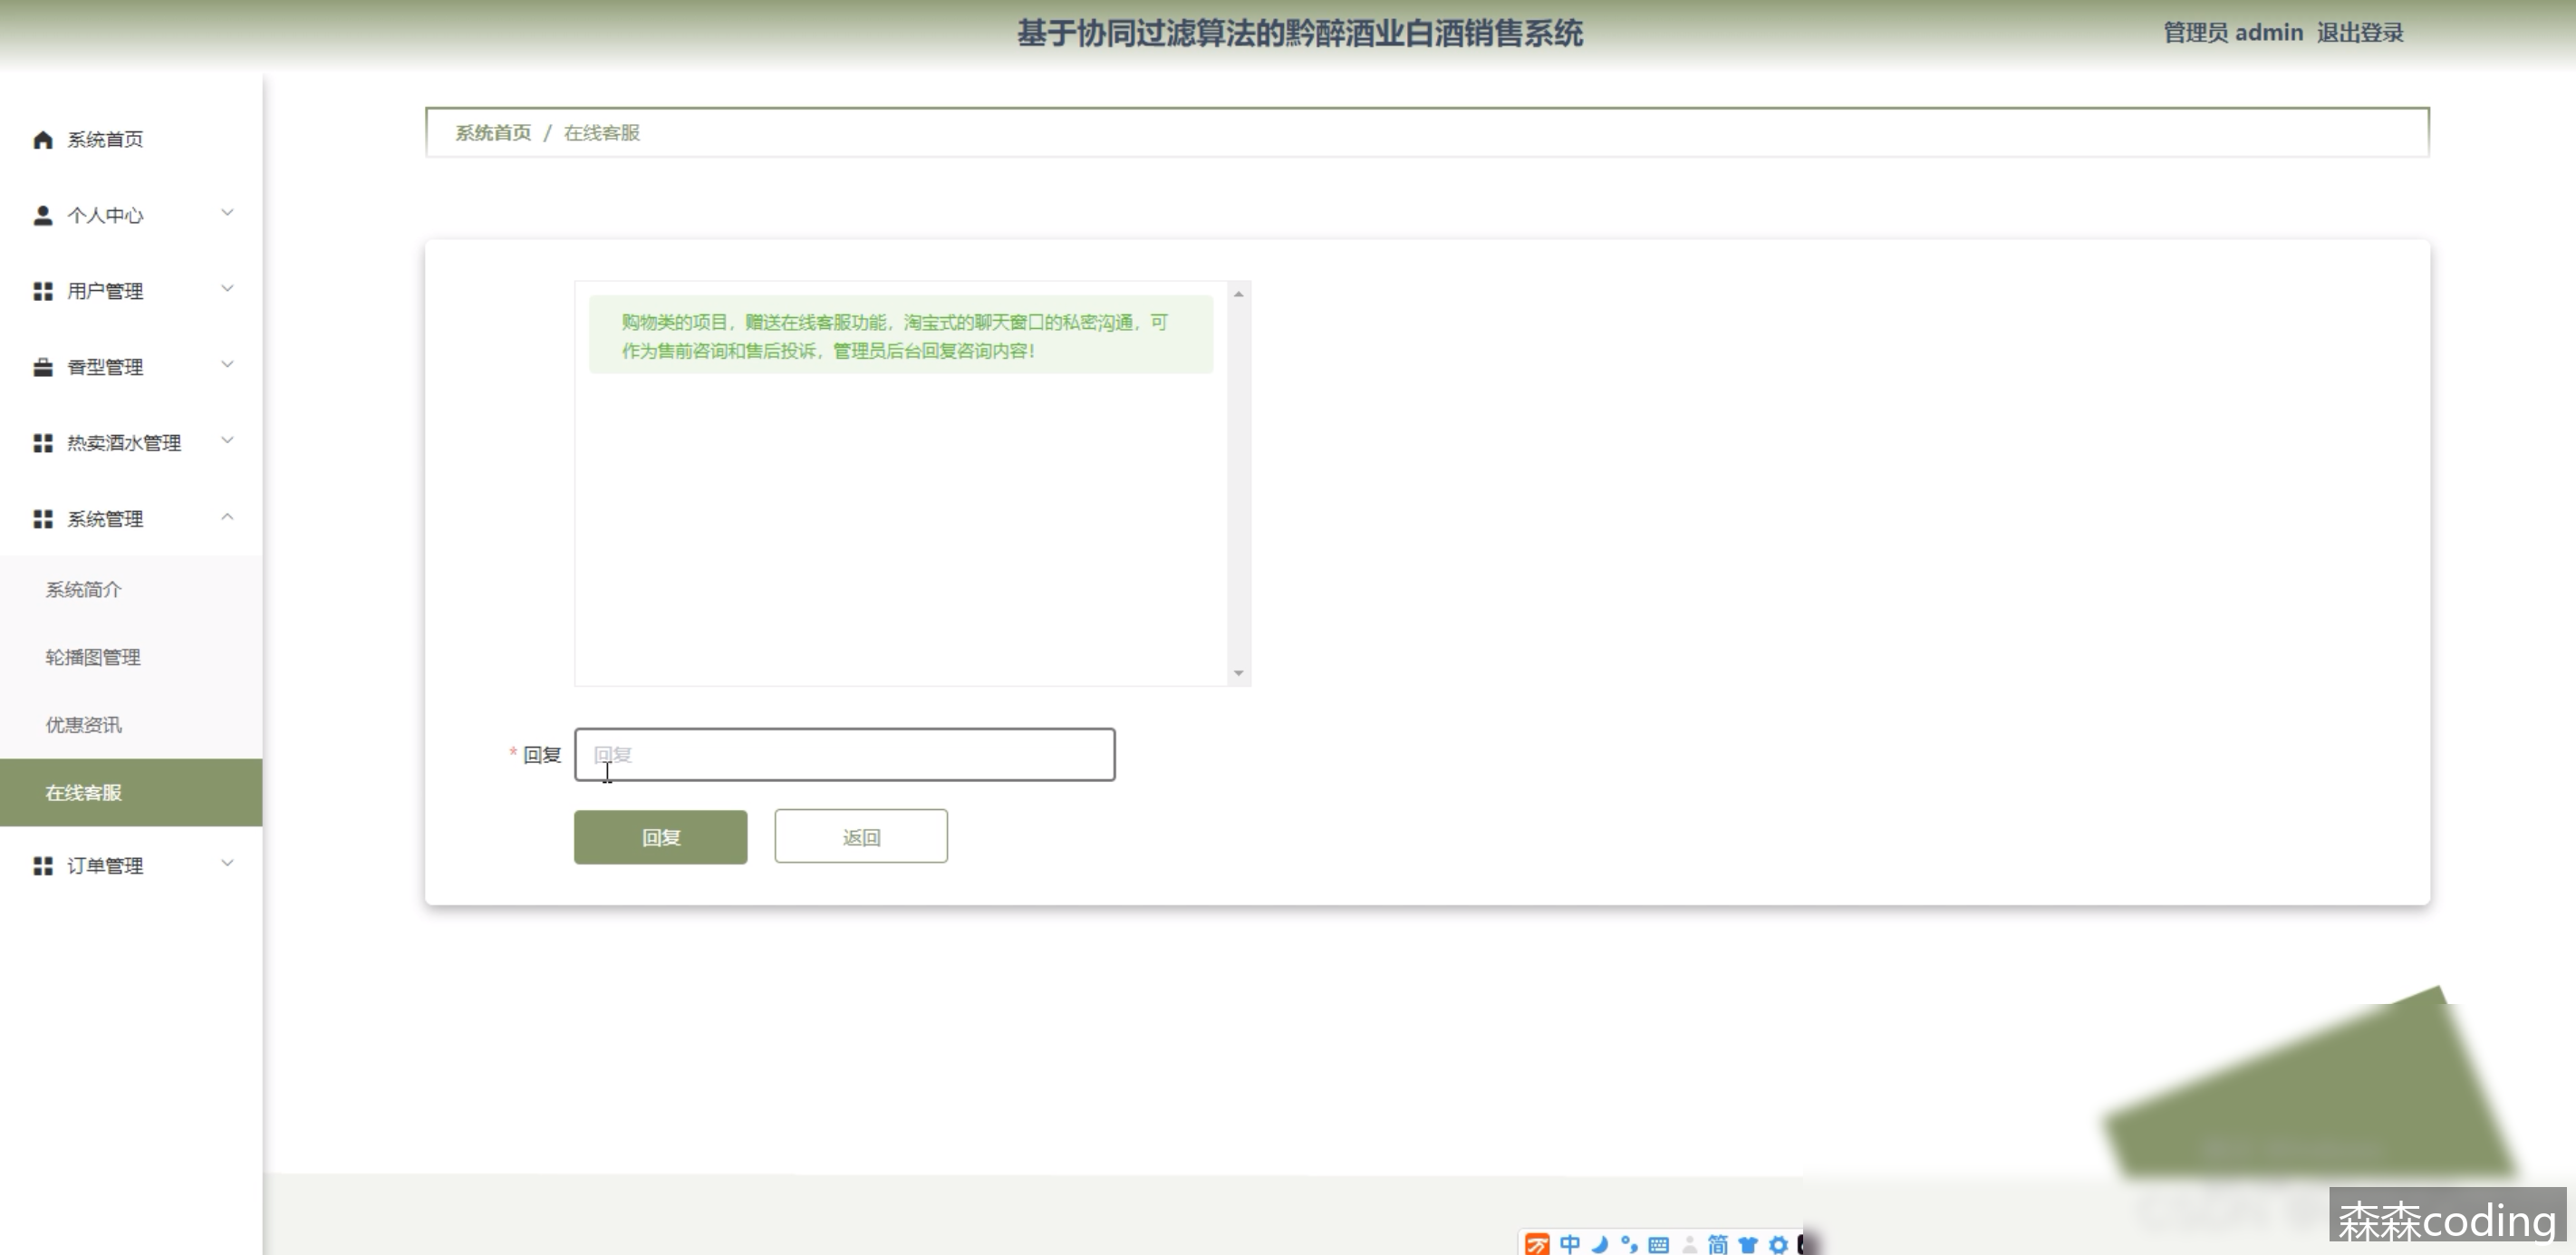 基于协同过滤算法的黔醉酒业白酒销售系统
管理员 admin 退出登录
系统首页
个人中心
用户管理
香型管理
热卖酒水管理
系统管理
系统简介
轮播图管理
优惠资讯
在线客服
订单管理
系统首页 / 在线客服
购物类的项目，赠送在线客服功能，淘宝式的聊天窗口的私密沟通，可
作为售前咨询和售后投诉，管理员后台回复咨询内容！
* 回复 回复
回复 返回
中 简
森森coding